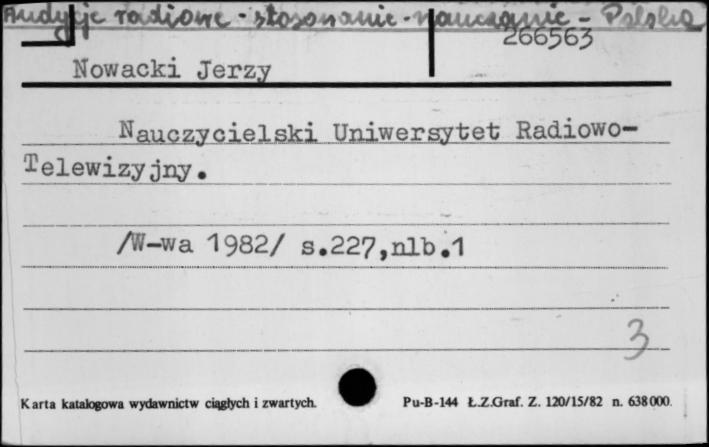 Audycje radiowe - stosowanie - nauczanie - Polska
266563
Nowacki Jerzy
Nauczycielski Uniwersytet Radiowo-
Telewizyjny.
/W-wa 1982/ s.227,nlb.1
3
Karta katalogowa wydawnictw ciągłych i zwartych. Pu-B-144 Ł.Z.Graf. Z. 120/15/82 n. 638000.